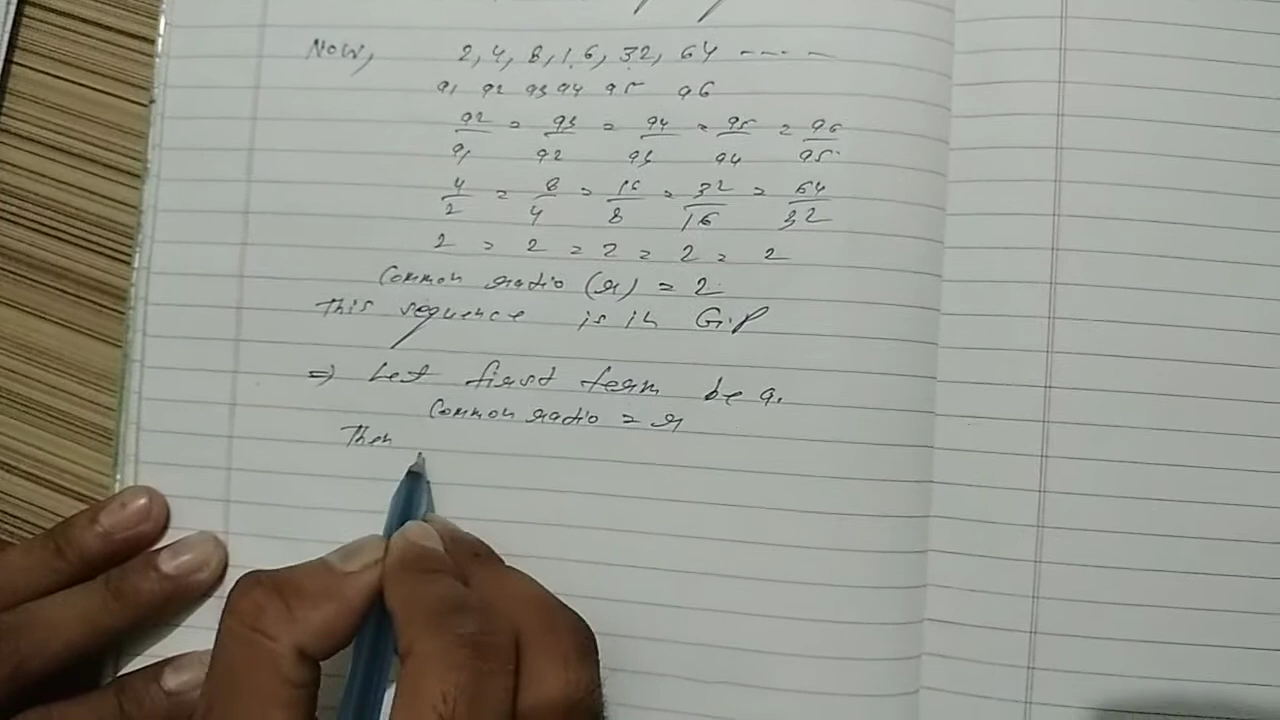 Now, 2, 4, 8, 16, 32, 64 -----
a1 a2 a3 a4 a5 a6
a2/a1 = a3/a2 = a4/a3 = a5/a4 = a6/a5
4/2 = 8/4 = 16/8 = 32/16 = 64/32
2 = 2 = 2 = 2 = 2
Common radio (r) = 2
This sequence is in G.P
⇒ Let first term be a.
Common radio = r
Then